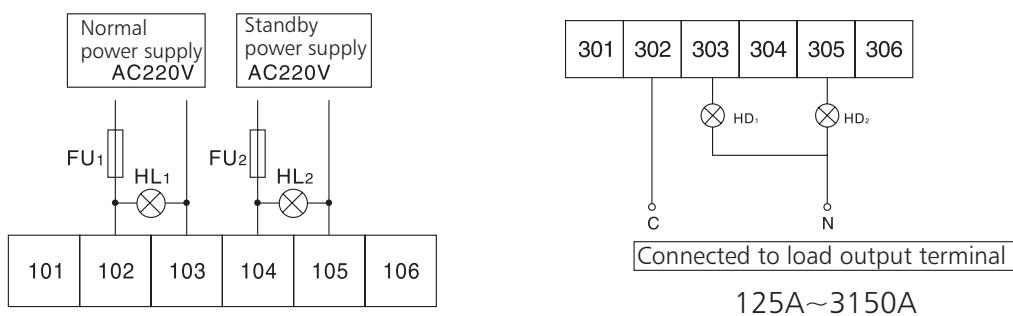 Normal
power supply
AC220V
Standby
power supply
AC220V
FU1
HL1
FU2
HL2
101 102 103 104 105 106
301 302 303 304 305 306
HD1
HD2
C
N
Connected to load output terminal
125A~3150A